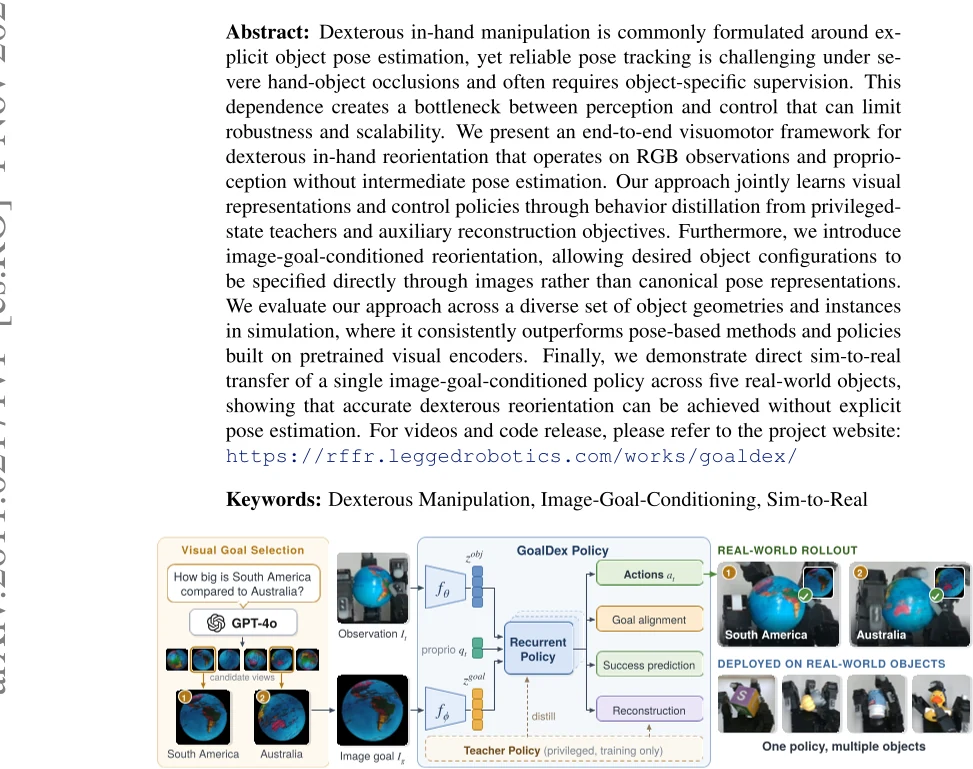 Abstract: Dexterous in-hand manipulation is commonly formulated around ex-
plicit object pose estimation, yet reliable pose tracking is challenging under se-
vere hand-object occlusions and often requires object-specific supervision. This
dependence creates a bottleneck between perception and control that can limit
robustness and scalability. We present an end-to-end visuomotor framework for
dexterous in-hand reorientation that operates on RGB observations and proprio-
ception without intermediate pose estimation. Our approach jointly learns visual
representations and control policies through behavior distillation from privileged-
state teachers and auxiliary reconstruction objectives. Furthermore, we introduce
image-goal-conditioned reorientation, allowing desired object configurations to
be specified directly through images rather than canonical pose representations.
We evaluate our approach across a diverse set of object geometries and instances
in simulation, where it consistently outperforms pose-based methods and policies
built on pretrained visual encoders. Finally, we demonstrate direct sim-to-real
transfer of a single image-goal-conditioned policy across five real-world objects,
showing that accurate dexterous reorientation can be achieved without explicit
pose estimation. For videos and code release, please refer to the project website:
https://rffr.leggedrobotics.com/works/goaldex/
Keywords: Dexterous Manipulation, Image-Goal-Conditioning, Sim-to-Real
Visual Goal Selection
How big is South America
compared to Australia?
GPT-4o
candidate views
1
2
South America
Australia
Observation Iₜ
Image goal I_g
GoalDex Policy
z^obj
f_θ
proprio qₜ
z^goal
f_ϕ
Recurrent
Policy
distill
Actions aₜ
Goal alignment
Success prediction
Reconstruction
Teacher Policy (privileged, training only)
REAL-WORLD ROLLOUT
1
South America
2
Australia
DEPLOYED ON REAL-WORLD OBJECTS
S
One policy, multiple objects
[cs.RO]